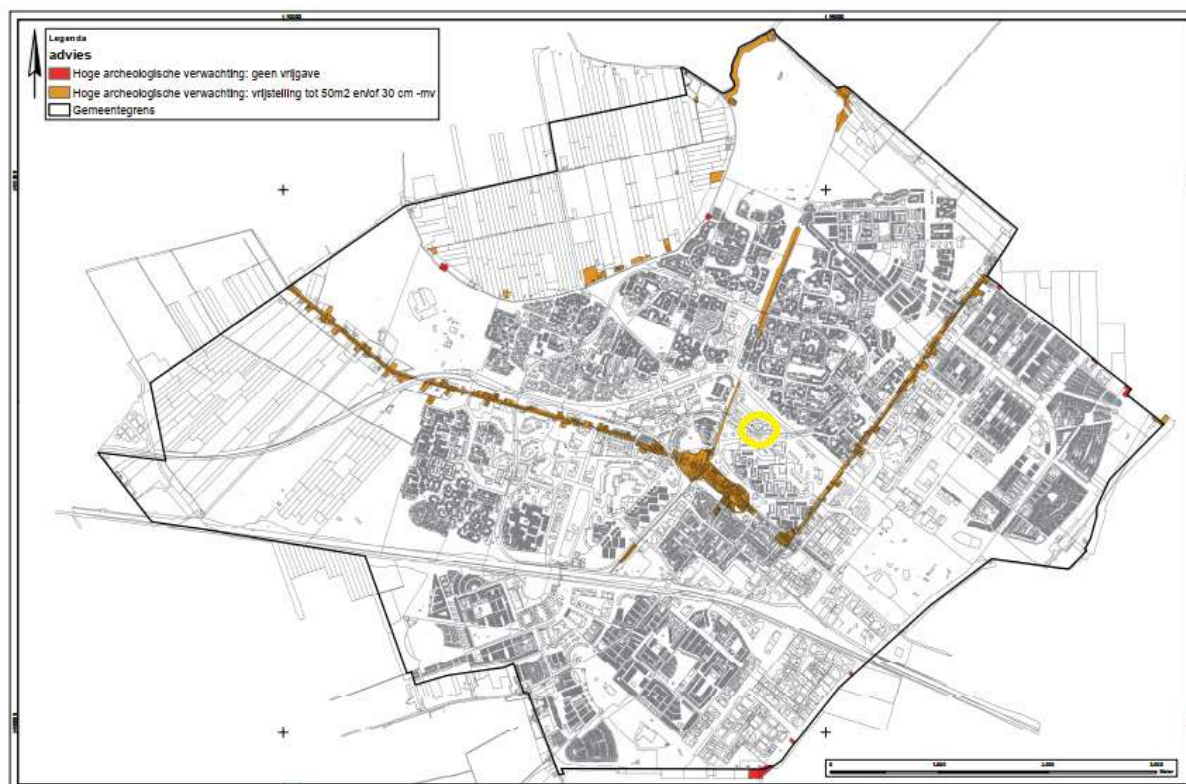 Legenda
advies
Hoge archeologische verwachting: geen vrijgave
Hoge archeologische verwachting: vrijstelling tot 50m2 en/of 30 cm -mv
Gemeentegrens